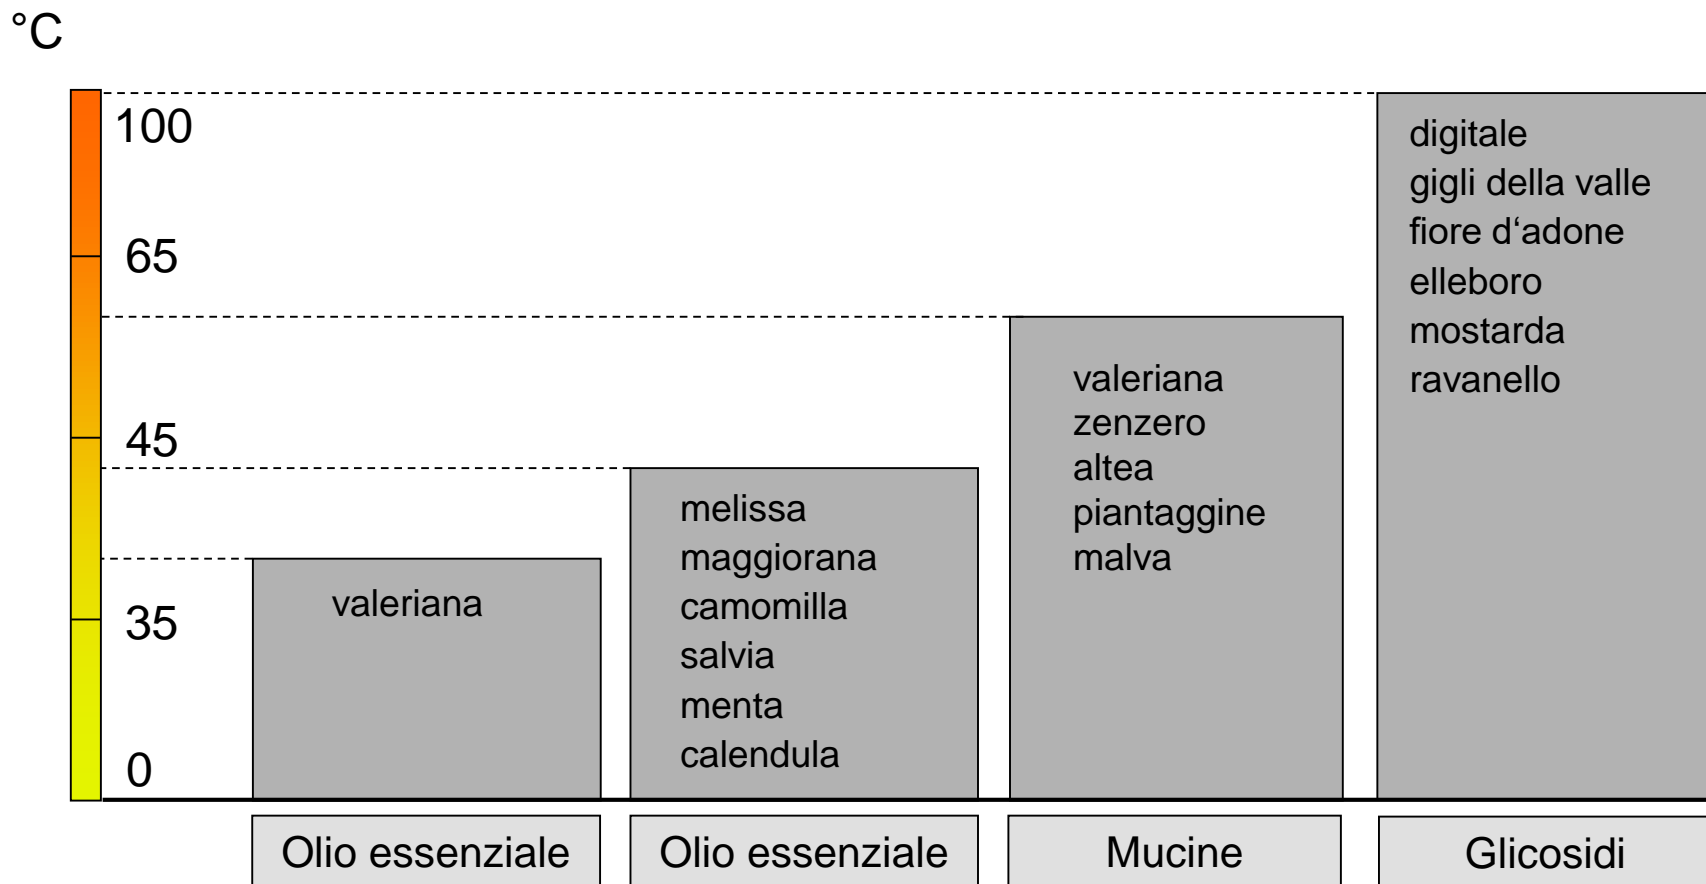 °C
100
65
45
35
0
valeriana
melissa
maggiorana
camomilla
salvia
menta
calendula
valeriana
zenzero
altea
piantaggine
malva
digitale
gigli della valle
fiore d‘adone
elleboro
mostarda
ravanello
Olio essenziale
Olio essenziale
Mucine
Glicosidi